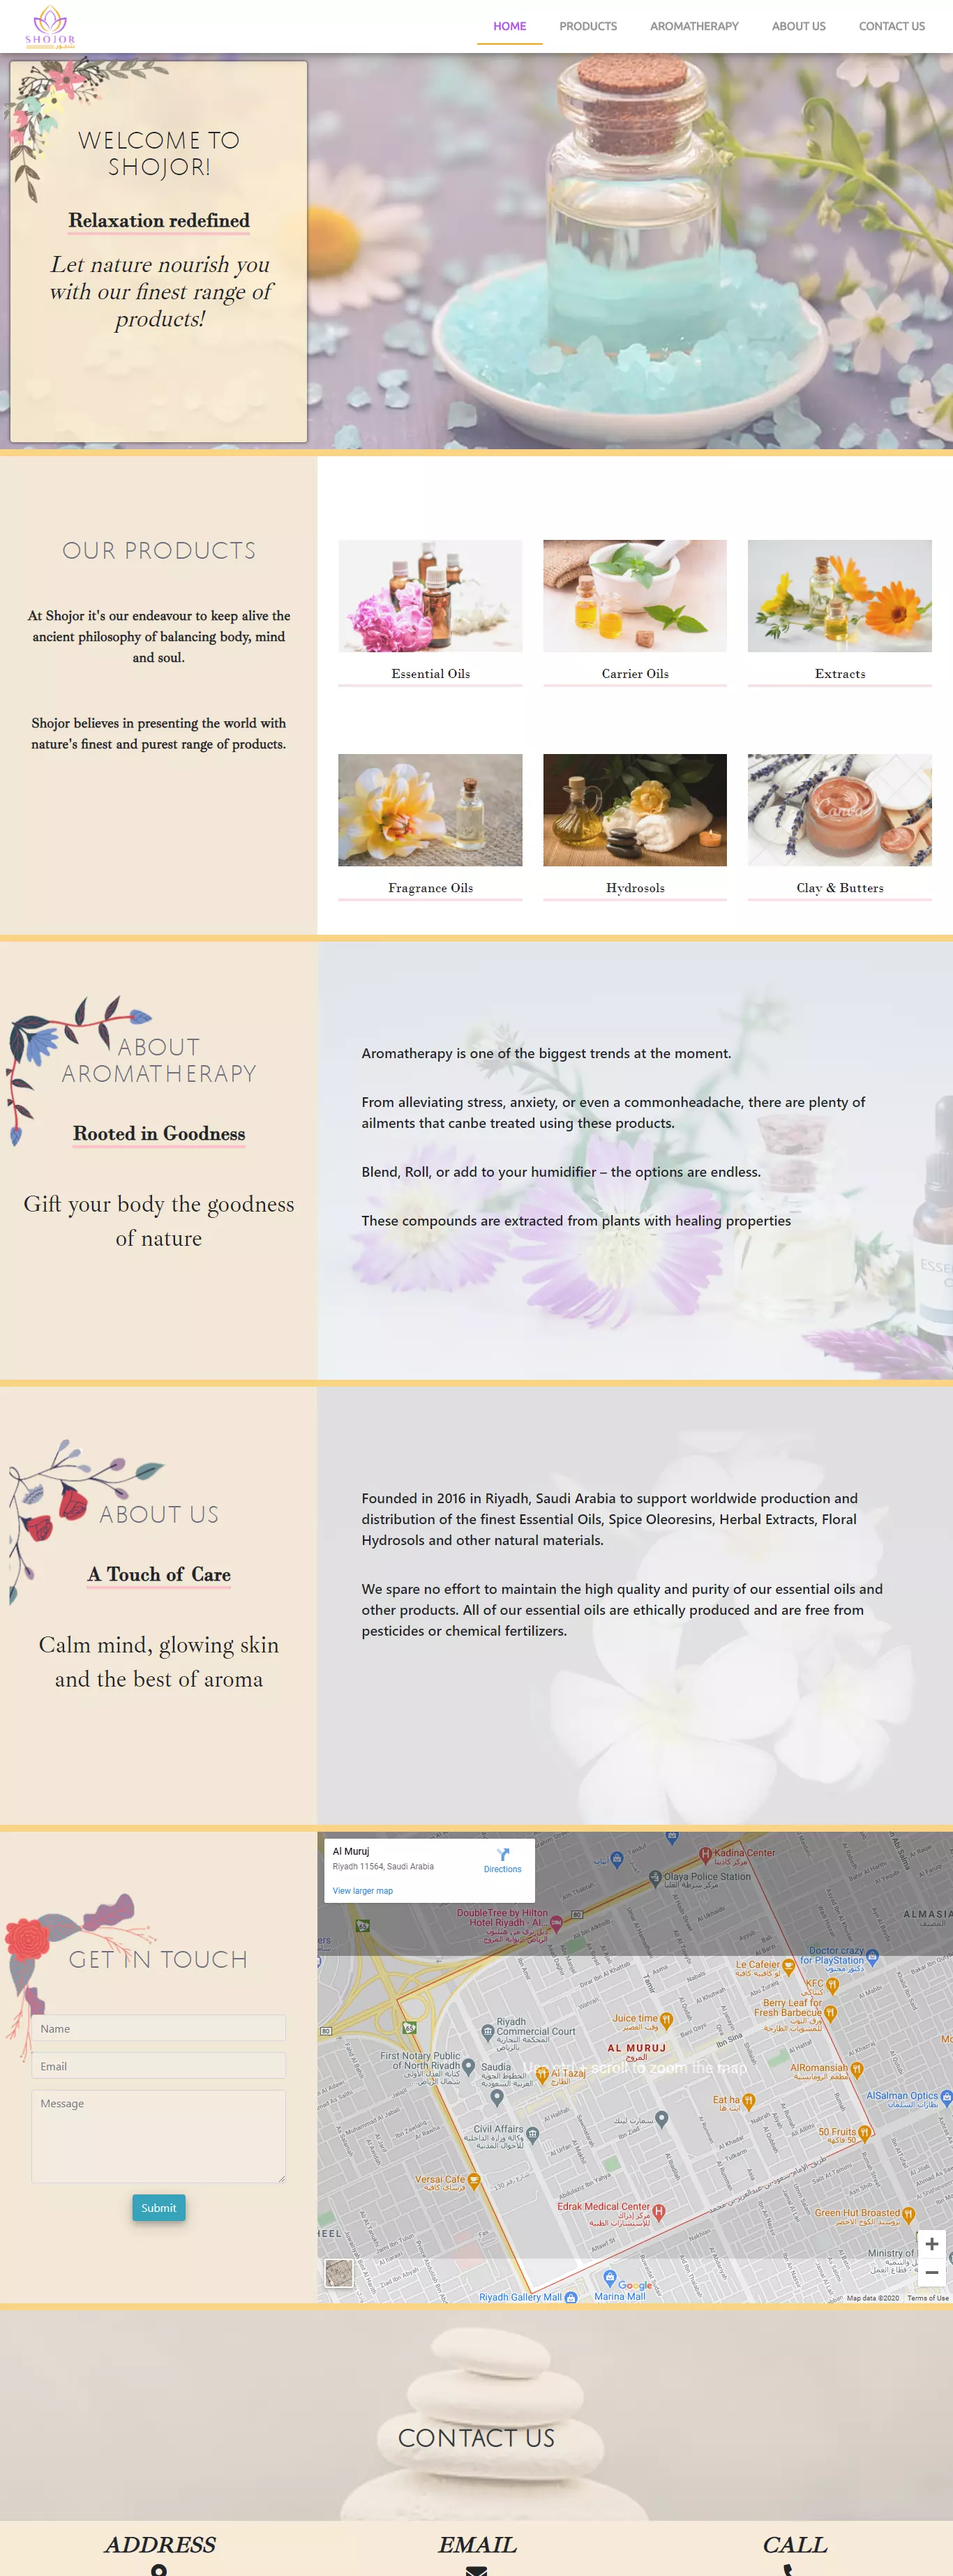 SHOJOR
HOME PRODUCTS AROMATHERAPY ABOUT US CONTACT US
WELCOME TO
SHOJOR!
Relaxation redefined
Let nature nourish you
with our finest range of
products!
OUR PRODUCTS
At Shojor it's our endeavour to keep alive the
ancient philosophy of balancing body, mind
and soul.
Shojor believes in presenting the world with
nature's finest and purest range of products.
Essential Oils
Carrier Oils
Extracts
Fragrance Oils
Hydrosols
Canva
Clay & Butters
ABOUT
AROMATHERAPY
Rooted in Goodness
Gift your body the goodness
of nature
Aromatherapy is one of the biggest trends at the moment.
From alleviating stress, anxiety, or even a commonheadache, there are plenty of
ailments that canbe treated using these products.
Blend, Roll, or add to your humidifier – the options are endless.
These compounds are extracted from plants with healing properties
ABOUT US
A Touch of Care
Calm mind, glowing skin
and the best of aroma
Founded in 2016 in Riyadh, Saudi Arabia to support worldwide production and
distribution of the finest Essential Oils, Spice Oleoresins, Herbal Extracts, Floral
Hydrosols and other natural materials.
We spare no effort to maintain the high quality and purity of our essential oils and
other products. All of our essential oils are ethically produced and are free from
pesticides or chemical fertilizers.
GET IN TOUCH
Name
Email
Message
Submit
Al Muruj
Riyadh 11564, Saudi Arabia
Directions
View larger map
Kadina Center
Olaya Police Station
DoubleTree by Hilton
Hotel Riyadh - Al...
80
65
ALMASIA
Doctor crazy
for PlayStation
Le Cafeier
KFC
Berry Leaf for
Fresh Barbecue
Juice time
Riyadh
Commercial Court
المحكمة التجارية
بالرياض
80
65
AL MURUJ
المروج
First Notary Public
of North Riyadh
Saudia
Al Tazaj
الطازج
Use ctrl + scroll to zoom the map
AlRomansiah
AlSalman Optics
Eat ha
Civil Affairs
50 Fruits
Versai Cafe
Edrak Medical Center
Green Hut Broasted
HEEL
Ministry of
Google
Riyadh Gallery Mall
Marina Mall
Map data ©2020 Terms of Use
CONTACT US
ADDRESS
EMAIL
CALL